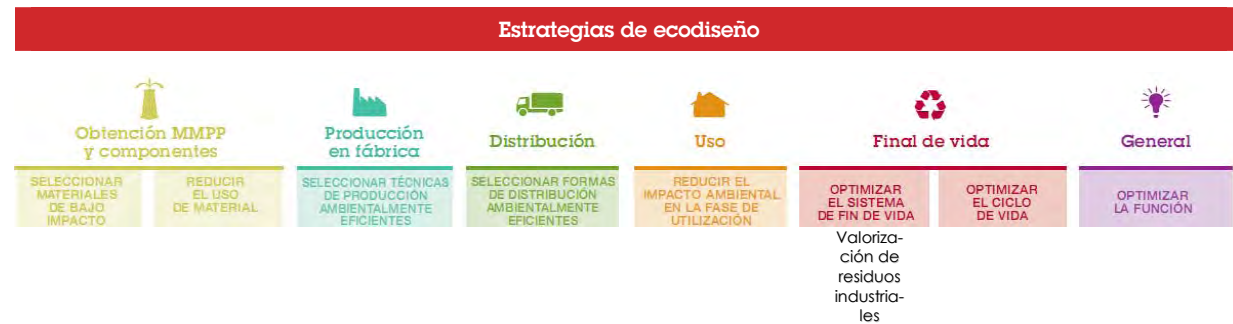 Estrategias de ecodiseño
Obtención MMPP
y componentes
Producción
en fábrica
Distribución
Uso
Final de vida
General
SELECCIONAR
MATERIALES
DE BAJO
IMPACTO
REDUCIR
EL USO
DE MATERIAL
SELECCIONAR TÉCNICAS
DE PRODUCCIÓN
AMBIENTALMENTE
EFICIENTES
SELECCIONAR FORMAS
DE DISTRIBUCIÓN
AMBIENTALMENTE
EFICIENTES
REDUCIR EL
IMPACTO AMBIENTAL
EN LA FASE DE
UTILIZACIÓN
OPTIMIZAR
EL SISTEMA
DE FIN DE VIDA
OPTIMIZAR
EL CICLO
DE VIDA
OPTIMIZAR
LA FUNCIÓN
Valoriza-
ción de
residuos
industria-
les